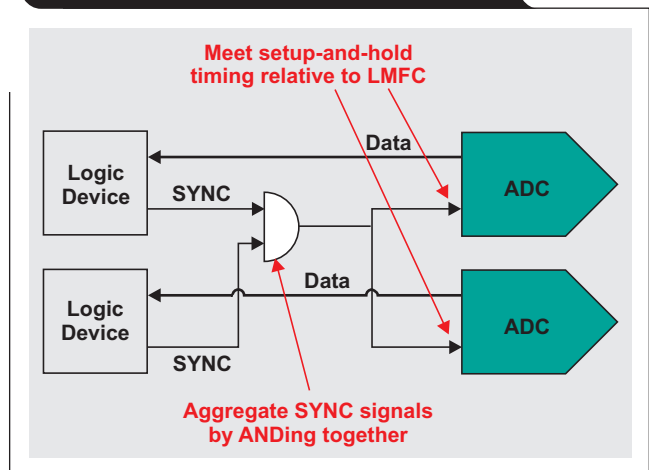 Meet setup-and-hold
timing relative to LMFC
Data
Logic
Device
SYNC
ADC
Logic
Device
Data
ADC
SYNC
Aggregate SYNC signals
by ANDing together